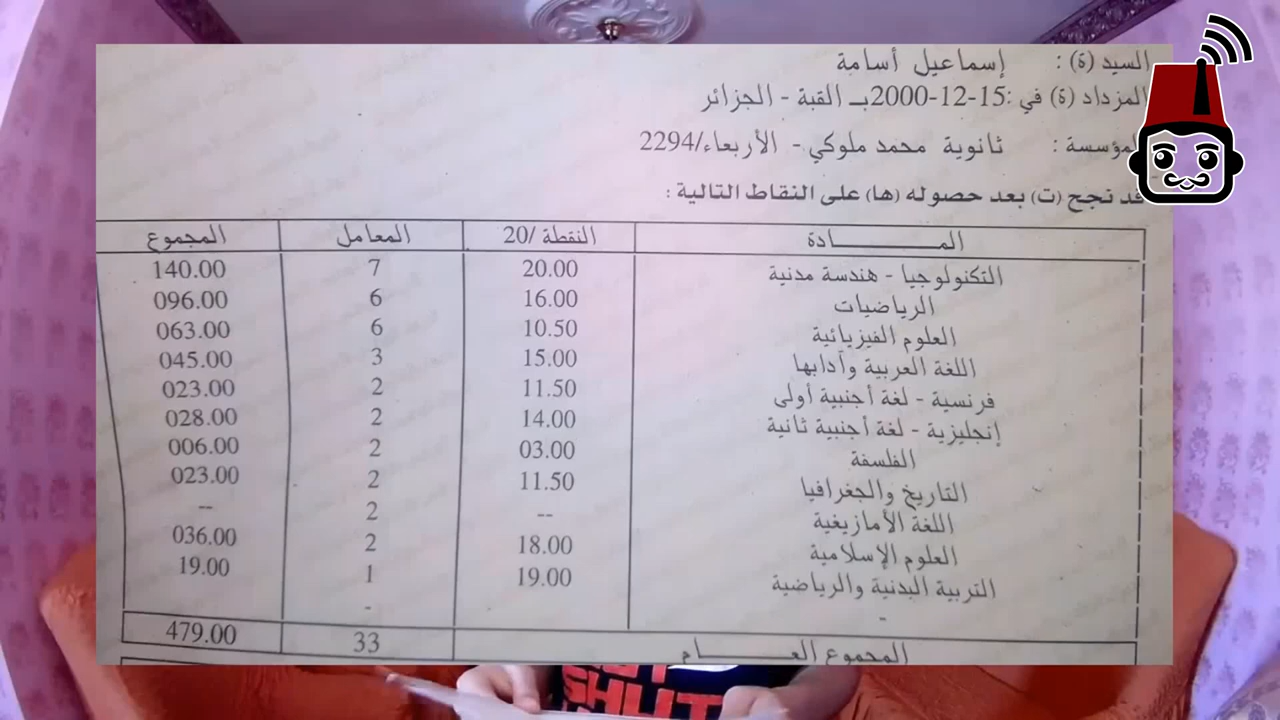 السيد (ة) : إسماعيل أسامة
المزداد (ة) في :15-12-2000بـ القبة - الجزائر
المؤسسة : ثانوية محمد ملوكي - الأربعاء/2294
قد نجح (ت) بعد حصوله (ها) على النقاط التالية :
المـــادة النقطة /20 المعامل المجموع
التكنولوجيا - هندسة مدنية 20.00 7 140.00
الرياضيات 16.00 6 096.00
العلوم الفيزيائية 10.50 6 063.00
اللغة العربية وأدابها 15.00 3 045.00
فرنسية - لغة أجنبية أولى 11.50 2 023.00
إنجليزية - لغة أجنبية ثانية 14.00 2 028.00
الفلسفة 03.00 2 006.00
التاريخ والجغرافيا 11.50 2 023.00
اللغة الأمازيغية -- 2 --
العلوم الإسلامية 18.00 2 036.00
التربية البدنية والرياضية 19.00 1 19.00
- -
المجموع العـــام 33 479.00
SHUT